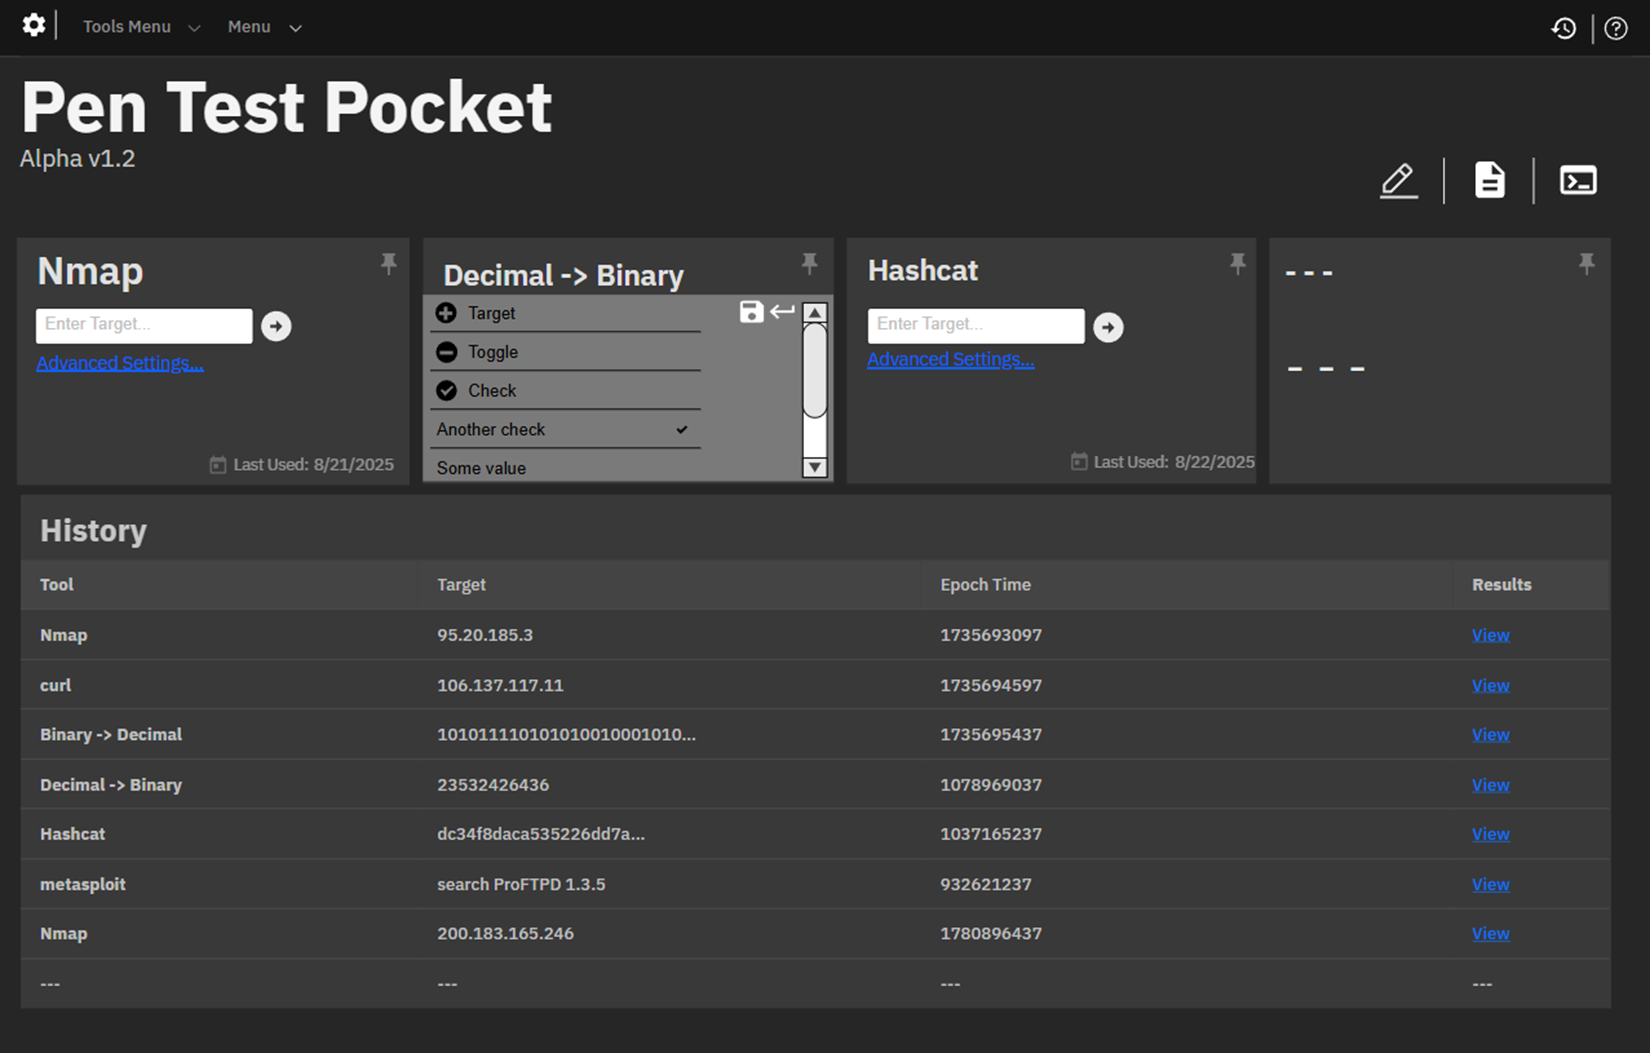 Tools Menu Menu
Pen Test Pocket
Alpha v1.2
Nmap
Enter Target...
Advanced Settings...
Last Used: 8/21/2025
Decimal -> Binary
Target
Toggle
Check
Another check
Some value
Hashcat
Enter Target...
Advanced Settings...
Last Used: 8/22/2025
---
- - -
History
Tool Target Epoch Time Results
Nmap 95.20.185.3 1735693097 View
curl 106.137.117.11 1735694597 View
Binary -> Decimal 101011110101010010001010... 1735695437 View
Decimal -> Binary 23532426436 1078969037 View
Hashcat dc34f8daca535226dd7a... 1037165237 View
metasploit search ProFTPD 1.3.5 932621237 View
Nmap 200.183.165.246 1780896437 View
--- --- --- ---